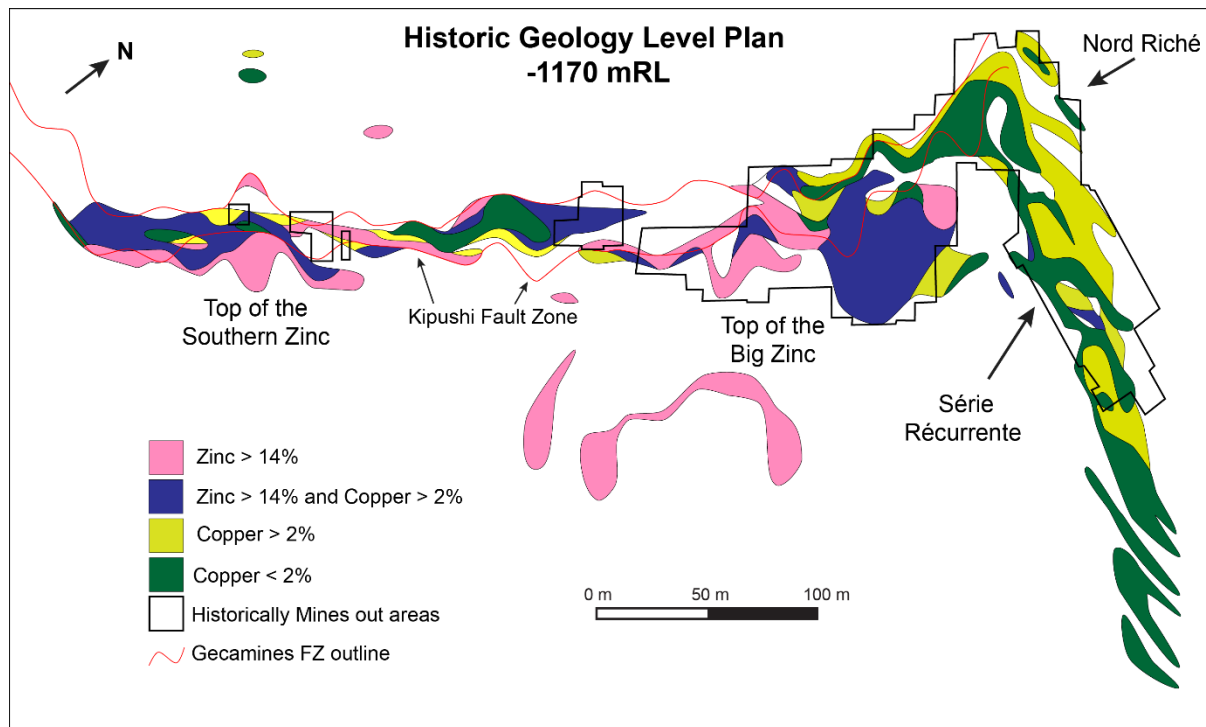 Historic Geology Level Plan
-1170 mRL
N
Nord Riché
Top of the
Southern Zinc
Kipushi Fault Zone
Top of the
Big Zinc
Série
Récurrente
Zinc > 14%
Zinc > 14% and Copper > 2%
Copper > 2%
Copper < 2%
Historically Mines out areas
Gecamines FZ outline
0 m 50 m 100 m